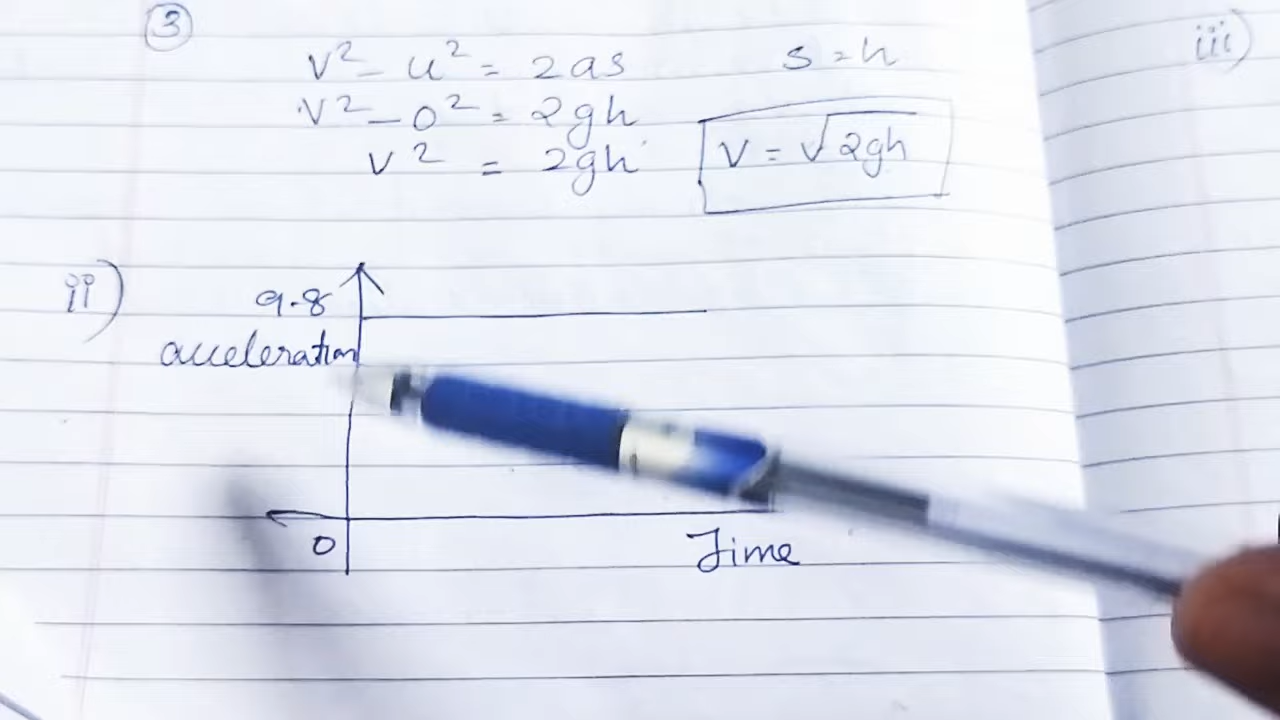 ③
v² - u² = 2as s = h
v² - 0² = 2gh
v² = 2gh v = √2gh
ii)
9.8
acceleration
0
Time
iii)